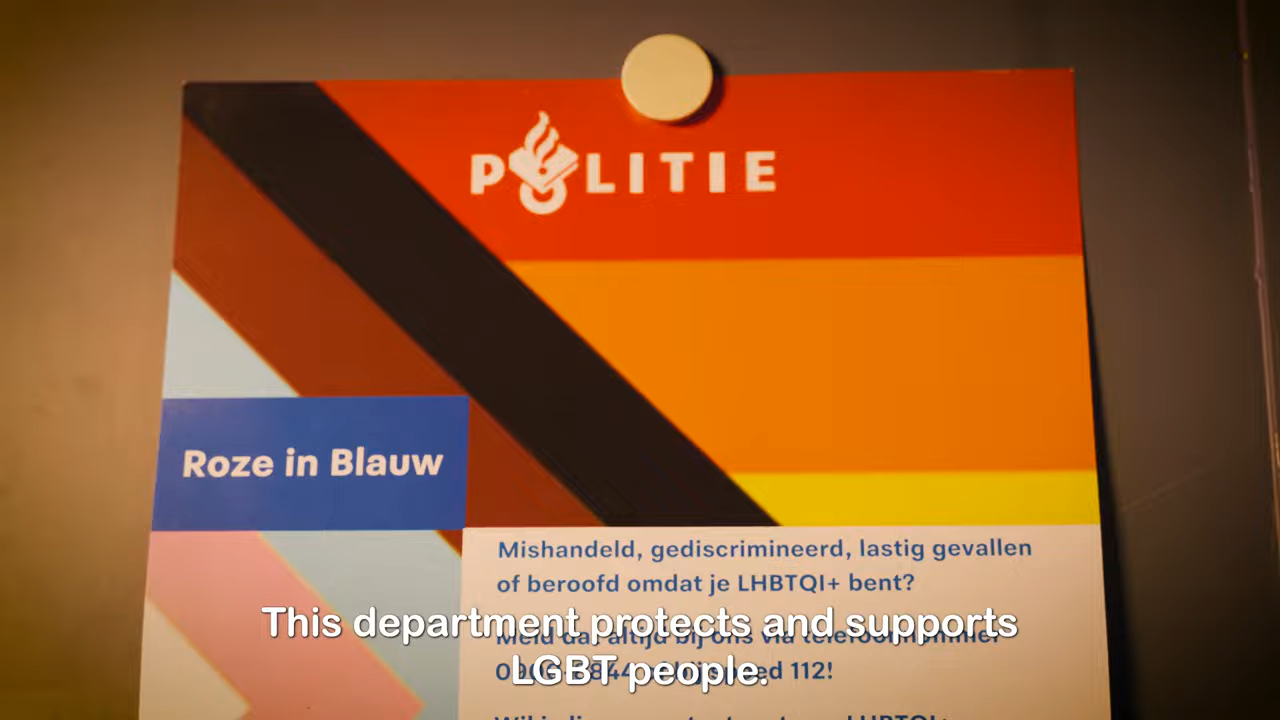 POLITIE
Roze in Blauw
Mishandeld, gediscrimineerd, lastig gevallen
of beroofd omdat je LHBTQI+ bent?
This department protects and supports
LGBT people.
112!